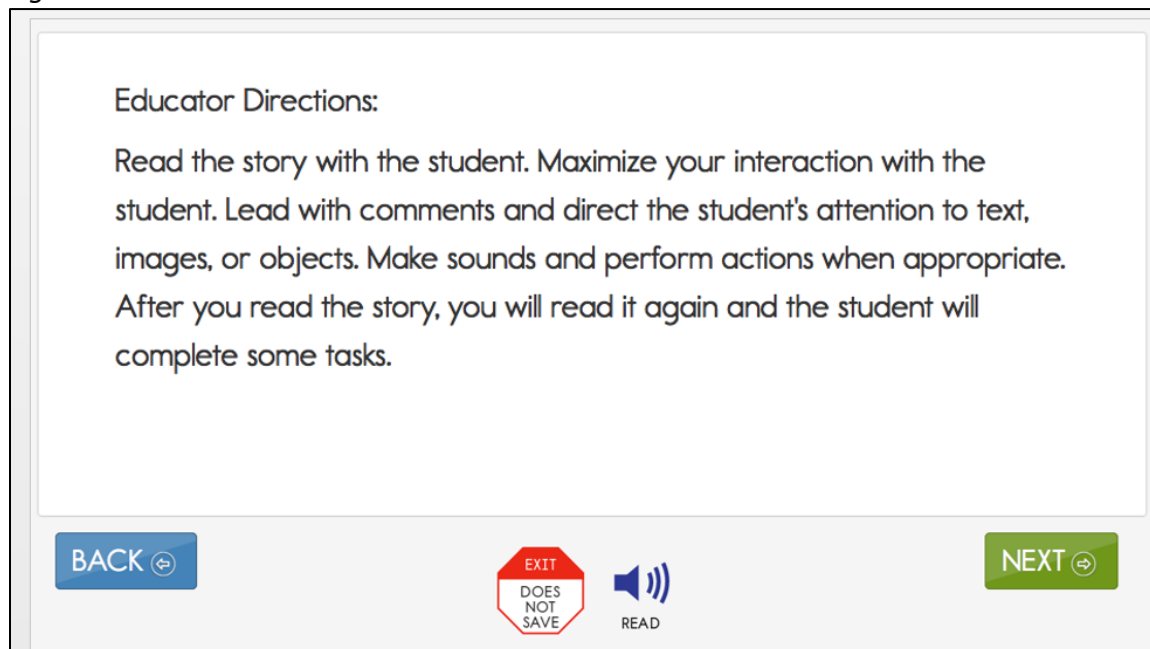 Educator Directions:
Read the story with the student. Maximize your interaction with the
student. Lead with comments and direct the student's attention to text,
images, or objects. Make sounds and perform actions when appropriate.
After you read the story, you will read it again and the student will
complete some tasks.
BACK
EXIT
DOES
NOT
SAVE
READ
NEXT